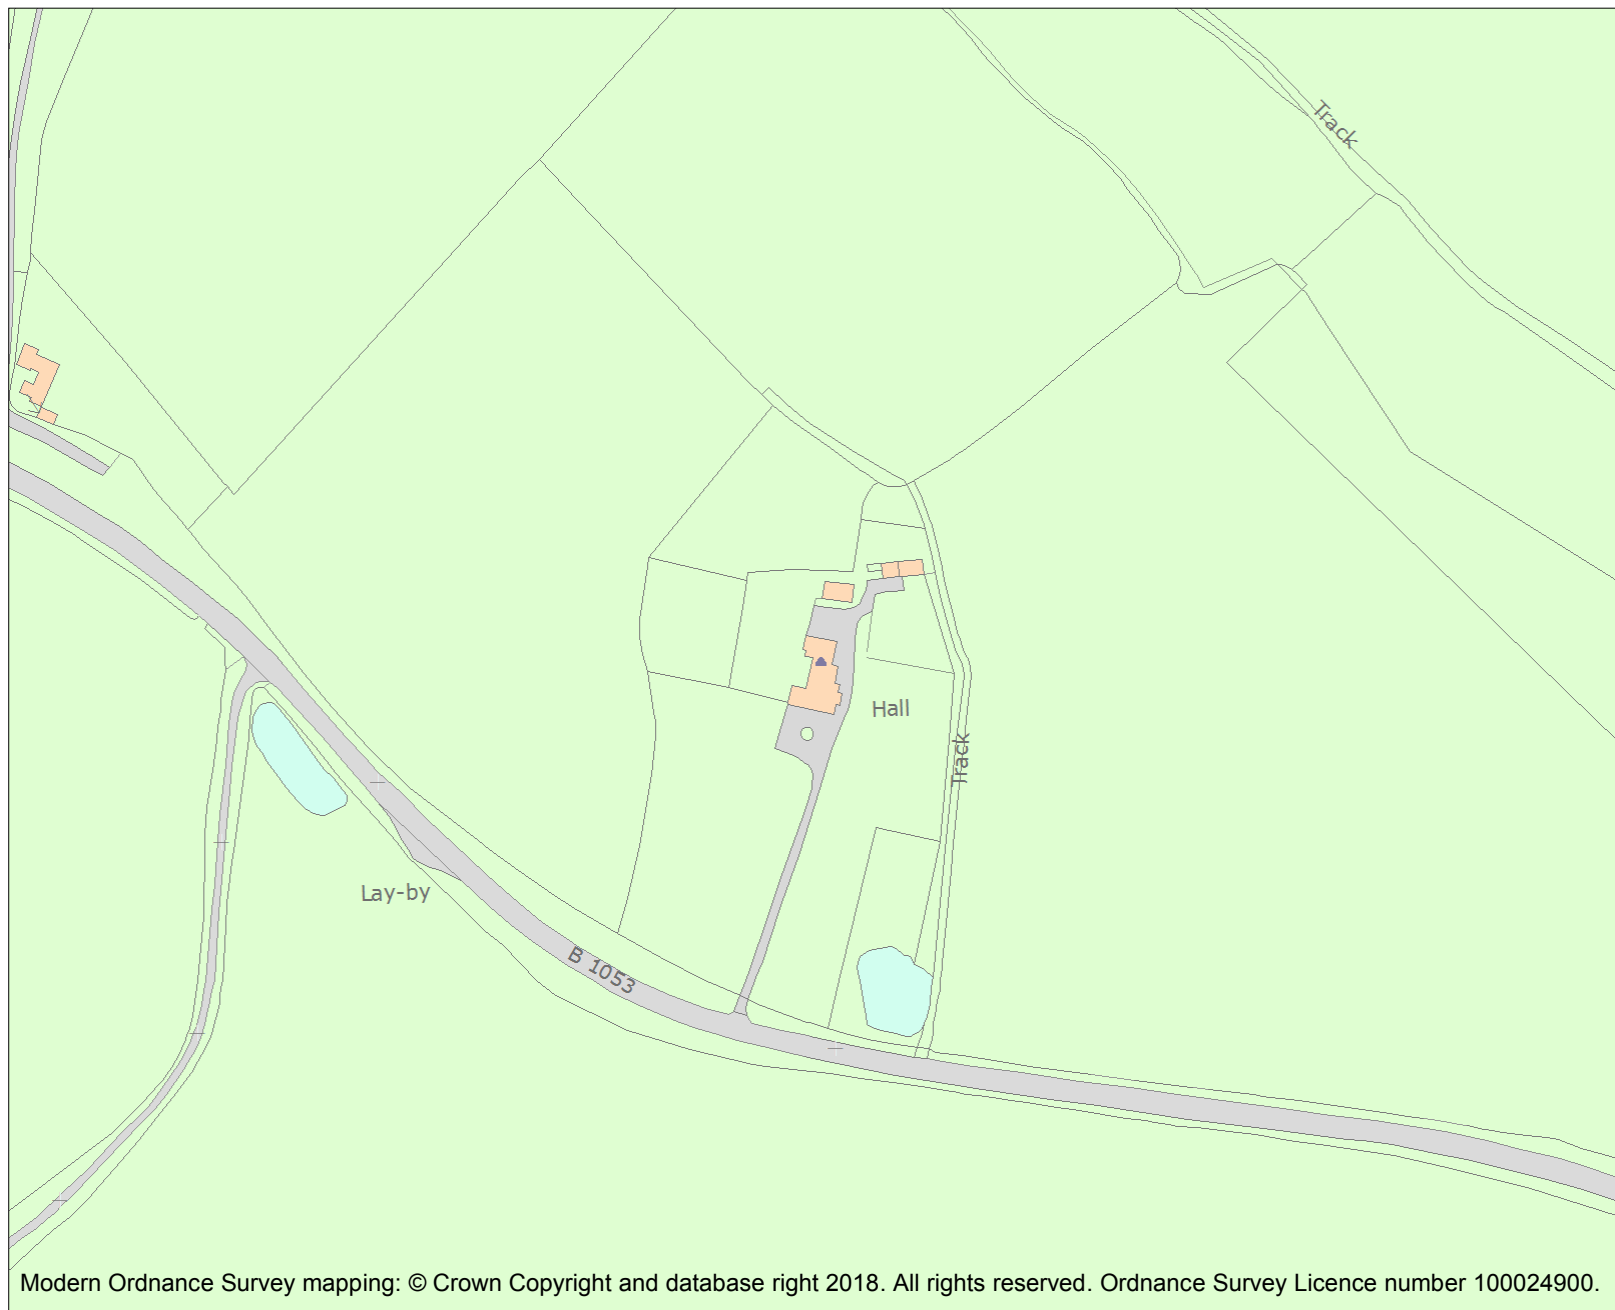 Track
Hall
Track
Lay-by
B 1053
Modern Ordnance Survey mapping: © Crown Copyright and database right 2018. All rights reserved. Ordnance Survey Licence number 100024900.